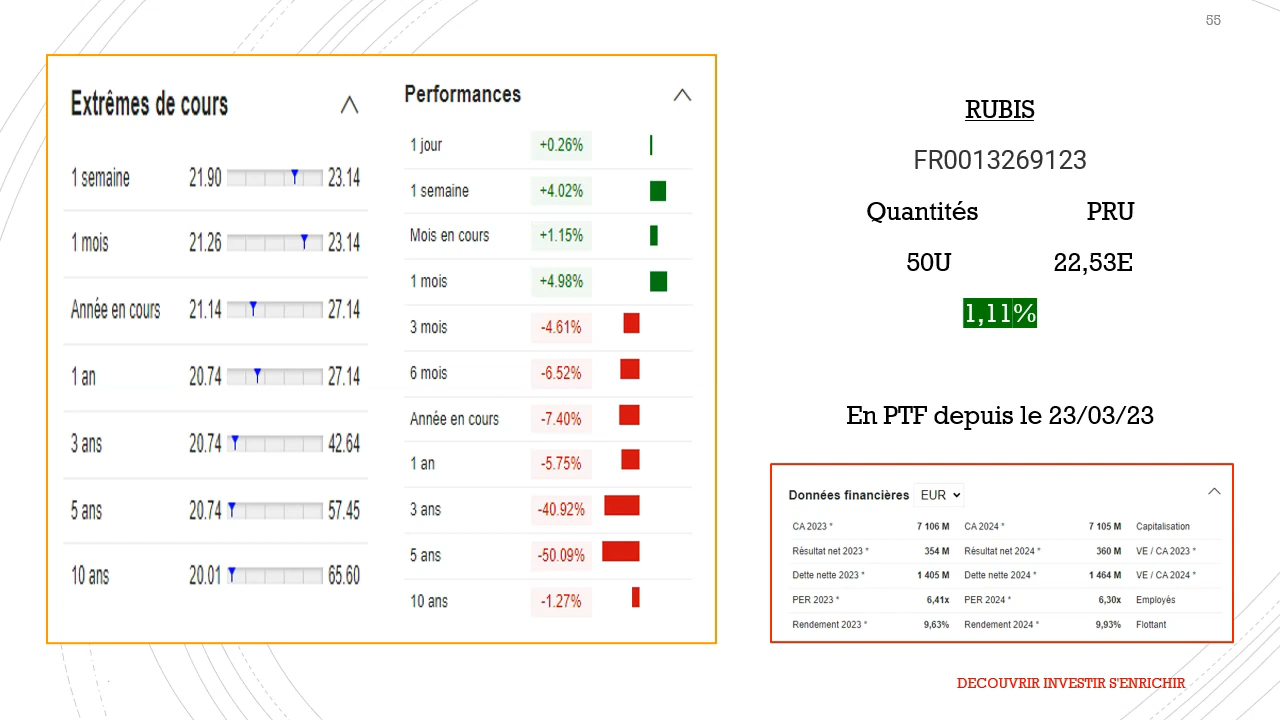 55
Extrêmes de cours
1 semaine 21.90 23.14
1 mois 21.26 23.14
Année en cours 21.14 27.14
1 an 20.74 27.14
3 ans 20.74 42.64
5 ans 20.74 57.45
10 ans 20.01 65.60
Performances
1 jour +0.26%
1 semaine +4.02%
Mois en cours +1.15%
1 mois +4.98%
3 mois -4.61%
6 mois -6.52%
Année en cours -7.40%
1 an -5.75%
3 ans -40.92%
5 ans -50.09%
10 ans -1.27%
RUBIS
FR0013269123
Quantités PRU
50U 22,53E
1,11%
En PTF depuis le 23/03/23
Données financières EUR
CA 2023 * 7 106 M CA 2024 * 7 105 M Capitalisation
Résultat net 2023 * 354 M Résultat net 2024 * 360 M VE / CA 2023 *
Dette nette 2023 * 1 405 M Dette nette 2024 * 1 464 M VE / CA 2024 *
PER 2023 * 6,41x PER 2024 * 6,30x Employés
Rendement 2023 * 9,63% Rendement 2024 * 9,93% Flottant
DECOUVRIR INVESTIR S'ENRICHIR